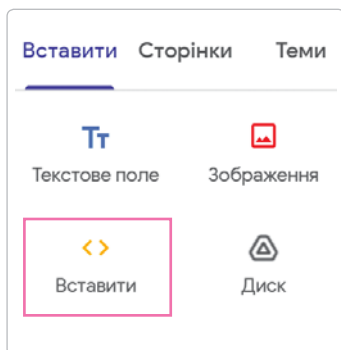 Вставити Сторінки Теми
Тт
Текстове поле Зображення
Вставити Диск